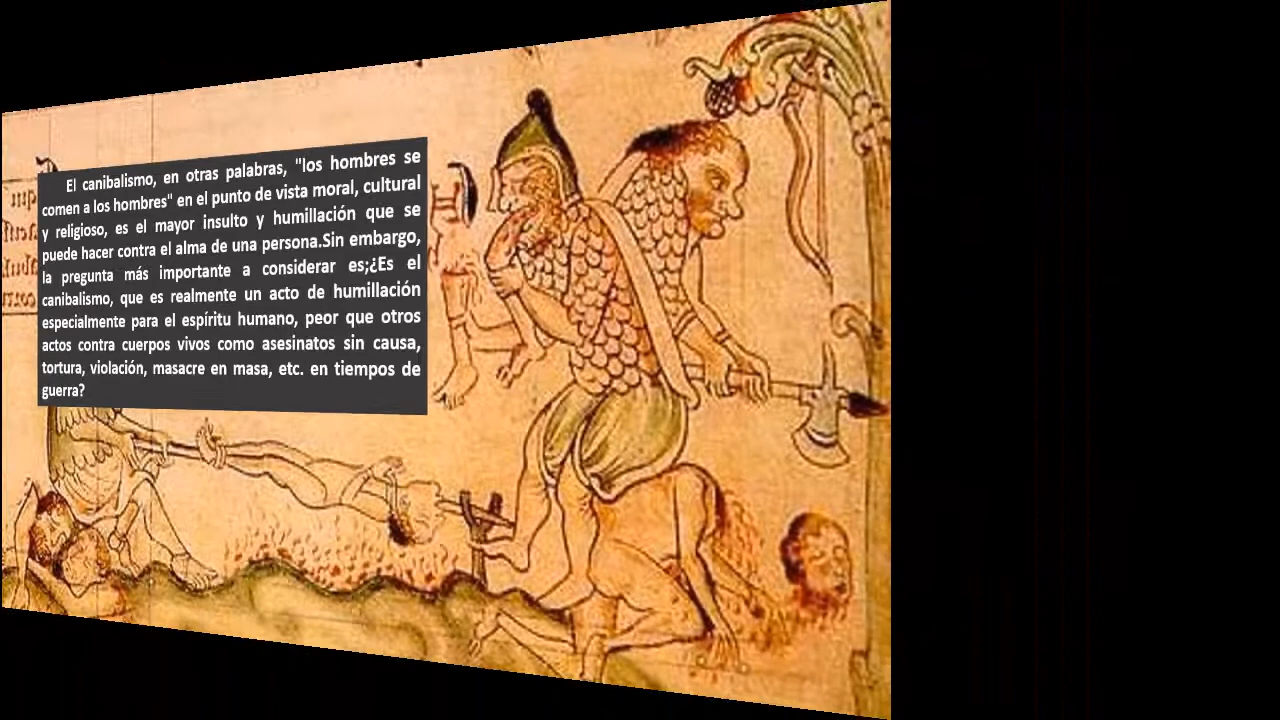 El canibalismo, en otras palabras, "los hombres se
comen a los hombres" en el punto de vista moral, cultural
y religioso, es el mayor insulto y humillación que se
puede hacer contra el alma de una persona.Sin embargo,
la pregunta más importante a considerar es;¿Es el
canibalismo, que es realmente un acto de humillación
especialmente para el espíritu humano, peor que otros
actos contra cuerpos vivos como asesinatos sin causa,
tortura, violación, masacre en masa, etc. en tiempos de
guerra?